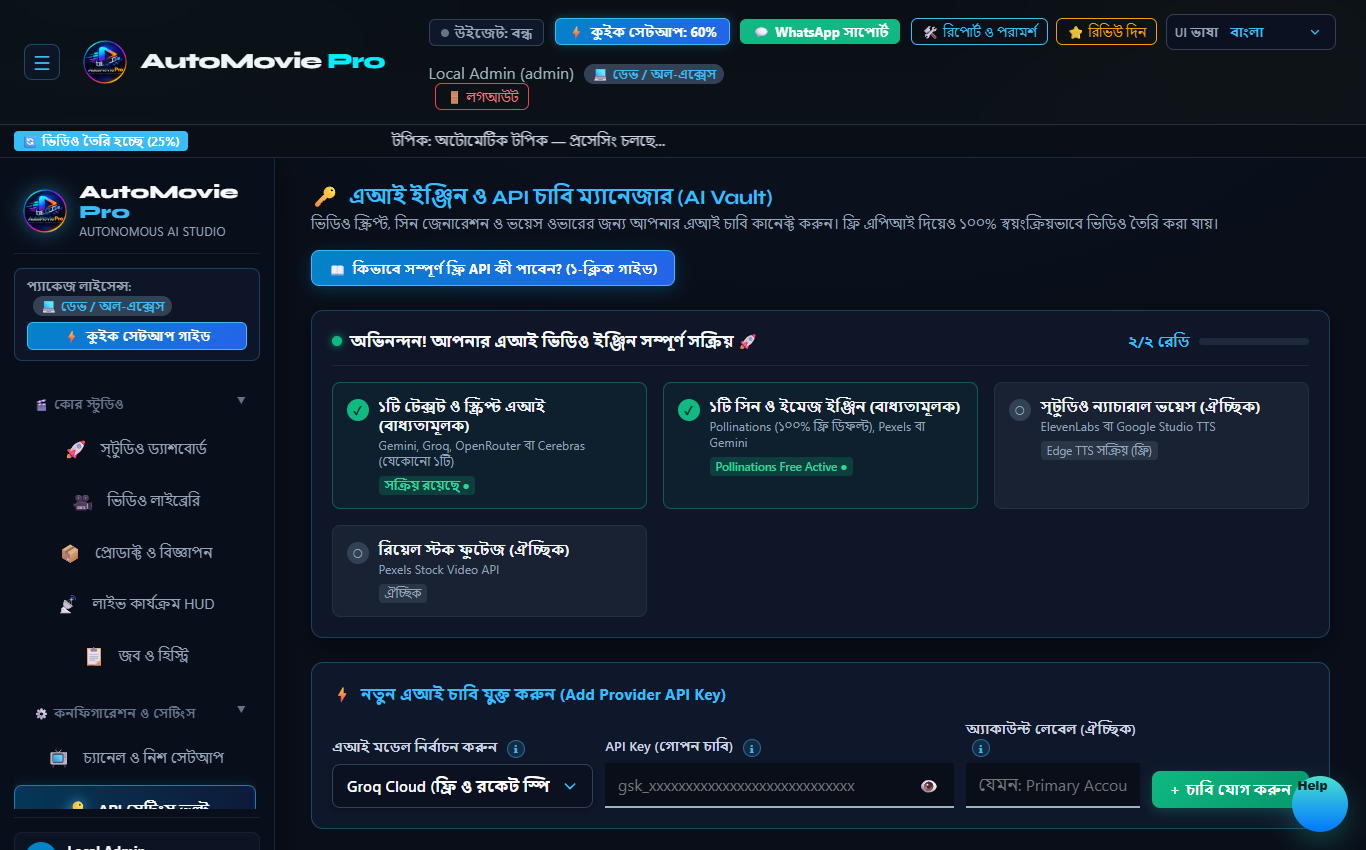 উইজেট: বন্ধ
কুইক সেটআপ: 60%
WhatsApp সাপোর্ট
রিপোর্ট ও পরামর্শ
রিভিউ দিন
UI ভাষা বাংলা
AutoMovie Pro
Local Admin (admin)
ডেভ / অল-এক্সেস
লগআউট
ভিডিও তৈরি হচ্ছে (25%)
টপিক: অটোমেটিক টপিক — প্রসেসিং চলছে...
AutoMovie
Pro
AUTONOMOUS AI STUDIO
প্যাকেজ লাইসেন্স:
ডেভ / অল-এক্সেস
কুইক সেটআপ গাইড
কোর স্টুডিও
স্টুডিও ড্যাশবোর্ড
ভিডিও লাইব্রেরি
প্রোডাক্ট ও বিজ্ঞাপন
লাইভ কার্যক্রম HUD
জব ও হিস্ট্রি
কনফিগারেশন ও সেটিংস
চ্যানেল ও নিশ সেটআপ
API সেটিংস ভল্ট
Local Admin
এআই ইঞ্জিন ও API চাবি ম্যানেজার (AI Vault)
ভিডিও স্ক্রিপ্ট, সিন জেনারেশন ও ভয়েস ওভারের জন্য আপনার এআই চাবি কানেক্ট করুন। ফ্রি এপিআই দিয়েও ১০০% স্বয়ংক্রিয়ভাবে ভিডিও তৈরি করা যায়।
কিভাবে সম্পূর্ণ ফ্রি API কী পাবেন? (১-ক্লিক গাইড)
অভিনন্দন! আপনার এআই ভিডিও ইঞ্জিন সম্পূর্ণ সক্রিয়
২/২ রেডি
১টি টেক্সট ও স্ক্রিপ্ট এআই
(বাধ্যতামূলক)
Gemini, Groq, OpenRouter বা Cerebras
(যেকোনো ১টি)
সক্রিয় রয়েছে ●
১টি সিন ও ইমেজ ইঞ্জিন (বাধ্যতামূলক)
Pollinations (১০০% ফ্রি ডিফল্ট), Pexels বা
Gemini
Pollinations Free Active ●
স্টুডিও ন্যাচারাল ভয়েস (ঐচ্ছিক)
ElevenLabs বা Google Studio TTS
Edge TTS সক্রিয় (ফ্রি)
রিয়েল স্টক ফুটেজ (ঐচ্ছিক)
Pexels Stock Video API
ঐচ্ছিক
নতুন এআই চাবি যুক্ত করুন (Add Provider API Key)
এআই মডেল নির্বাচন করুন
Groq Cloud (ফ্রি ও রকেট স্পি
API Key (গোপন চাবি)
gsk_xxxxxxxxxxxxxxxxxxxxxxxxxxxx
অ্যাকাউন্ট লেবেল (ঐচ্ছিক)
যেমন: Primary Accou
+ চাবি যোগ করুন
Help